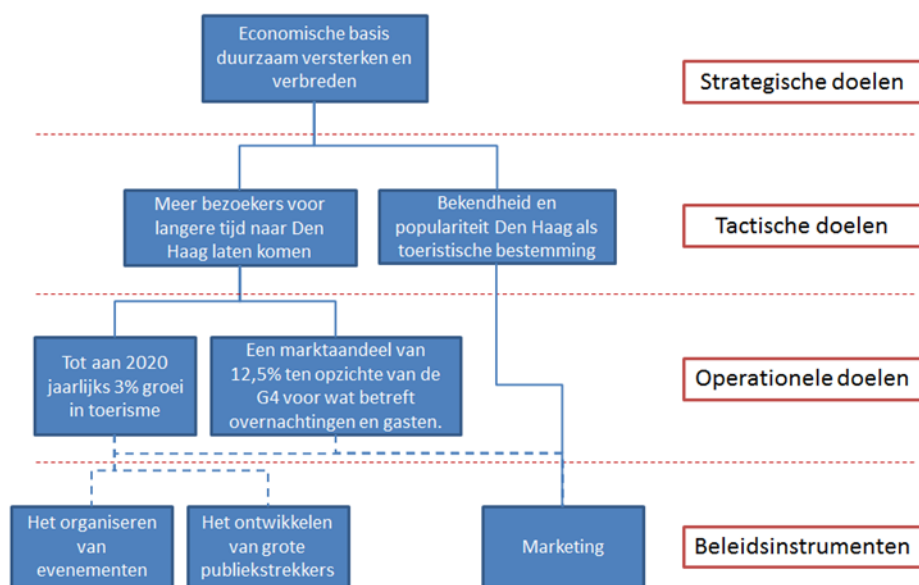 Economische basis
duurzaam versterken en
verbreden
Strategische doelen
Meer bezoekers voor
langere tijd naar Den
Haag laten komen
Bekendheid en
populariteit Den Haag als
toeristische bestemming
Tactische doelen
Tot aan 2020
jaarlijks 3% groei
in toerisme
Een marktaandeel van
12,5% ten opzichte van de
G4 voor wat betreft
overnachtingen en gasten.
Operationele doelen
Het organiseren
van
evenementen
Het ontwikkelen
van grote
publiekstrekkers
Marketing
Beleidsinstrumenten